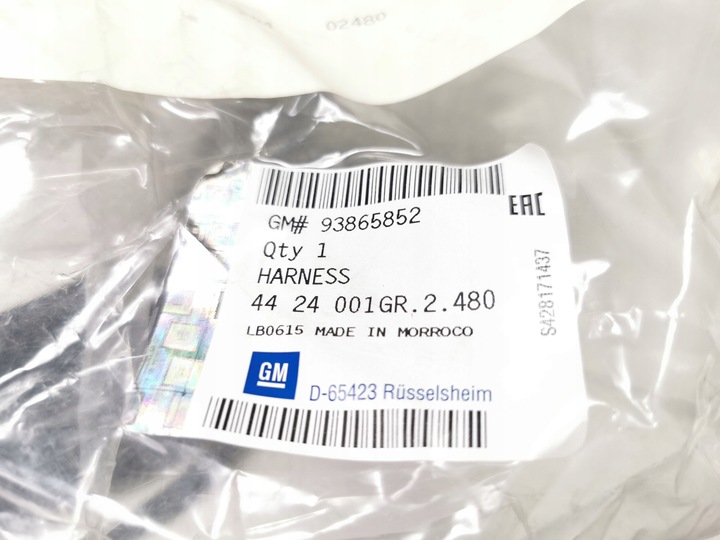 02480
GM# 93865852
EAC
Qty 1
HARNESS
44 24 001GR.2.480
LB0615 MADE IN MORROCO
S428171437
GM
D-65423 Rüsselsheim